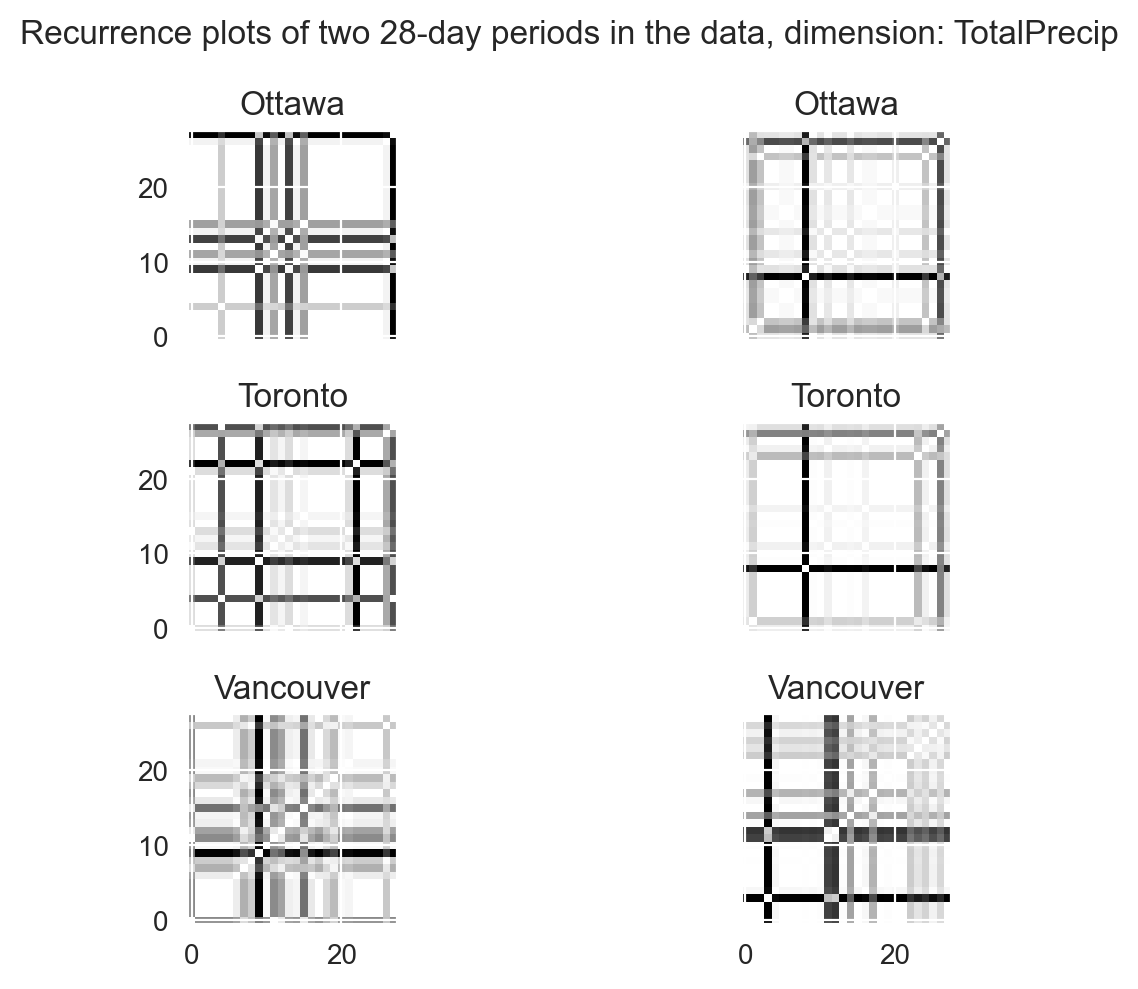 Recurrence plots of two 28-day periods in the data, dimension: TotalPrecip
Ottawa
Ottawa
20
10
0
Toronto
Toronto
20
10
0
Vancouver
Vancouver
20
10
0
0 20
0 20